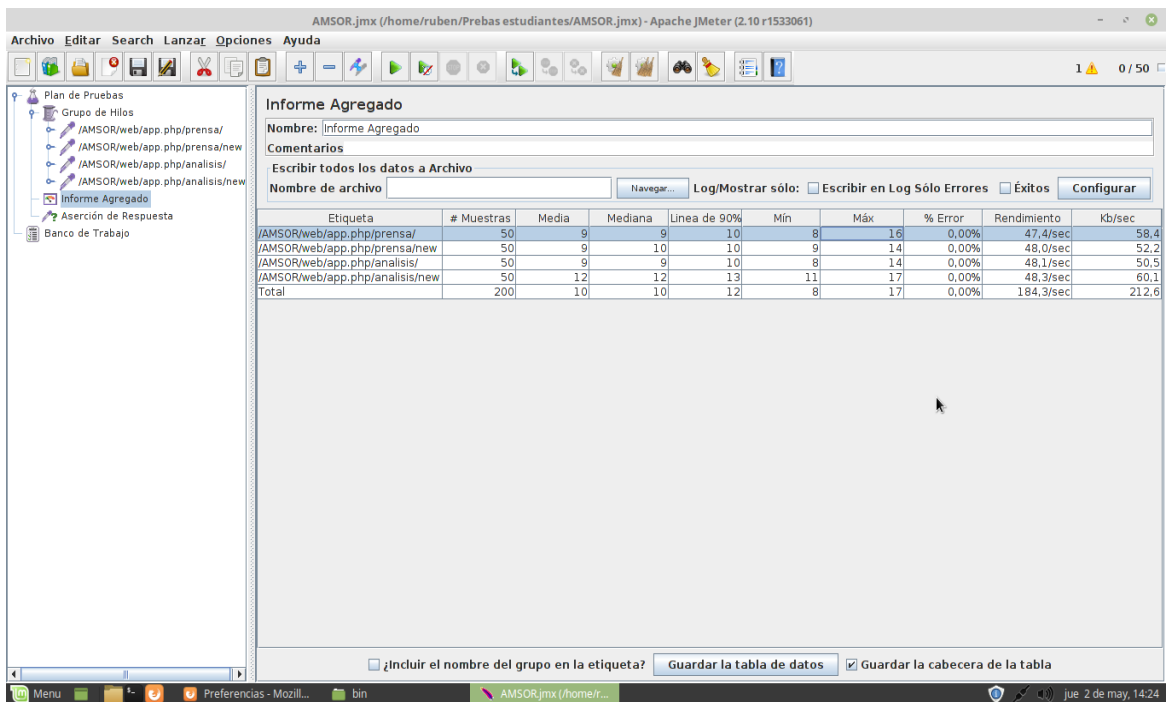 AMSOR.jmx (/home/ruben/Prebas estudiantes/AMSOR.jmx) - Apache JMeter (2.10 r1533061)
Archivo Editar Search Lanzar Opciones Ayuda
1 0 / 50
Plan de Pruebas
Grupo de Hilos
/AMSOR/web/app.php/prensa/
/AMSOR/web/app.php/prensa/new
/AMSOR/web/app.php/analisis/
/AMSOR/web/app.php/analisis/new
Informe Agregado
Aserción de Respuesta
Banco de Trabajo
Informe Agregado
Nombre: Informe Agregado
Comentarios
Escribir todos los datos a Archivo
Nombre de archivo Navegar... Log/Mostrar sólo: Escribir en Log Sólo Errores Éxitos Configurar
Etiqueta # Muestras Media Mediana Linea de 90% Mín Máx % Error Rendimiento Kb/sec
/AMSOR/web/app.php/prensa/ 50 9 9 10 8 16 0,00% 47,4/sec 58,4
/AMSOR/web/app.php/prensa/new 50 9 10 10 9 14 0,00% 48,0/sec 52,2
/AMSOR/web/app.php/analisis/ 50 9 9 10 8 14 0,00% 48,1/sec 50,5
/AMSOR/web/app.php/analisis/new 50 12 12 13 11 17 0,00% 48,3/sec 60,1
Total 200 10 10 12 8 17 0,00% 184,3/sec 212,6
¿Incluir el nombre del grupo en la etiqueta? Guardar la tabla de datos Guardar la cabecera de la tabla
Menu Preferencias - Mozill... bin AMSOR.jmx (/home/r... jue 2 de may, 14:24